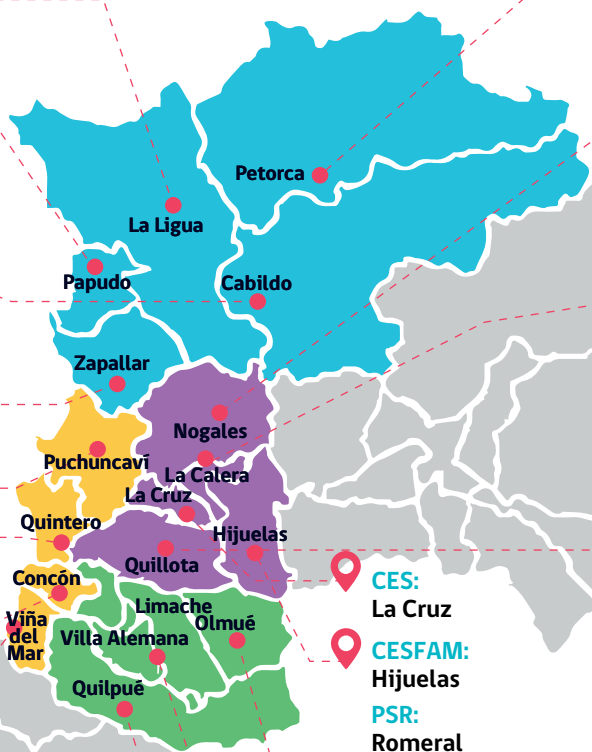 Petorca
La Ligua
Papudo
Cabildo
Zapallar
Nogales
Puchuncaví
La Calera
La Cruz
Quintero
Hijuelas
Quillota
Concón
CES:
La Cruz
Limache
Olmué
Viña
del
Mar
Villa Alemana
CESFAM:
Hijuelas
Quilpué
PSR:
Romeral